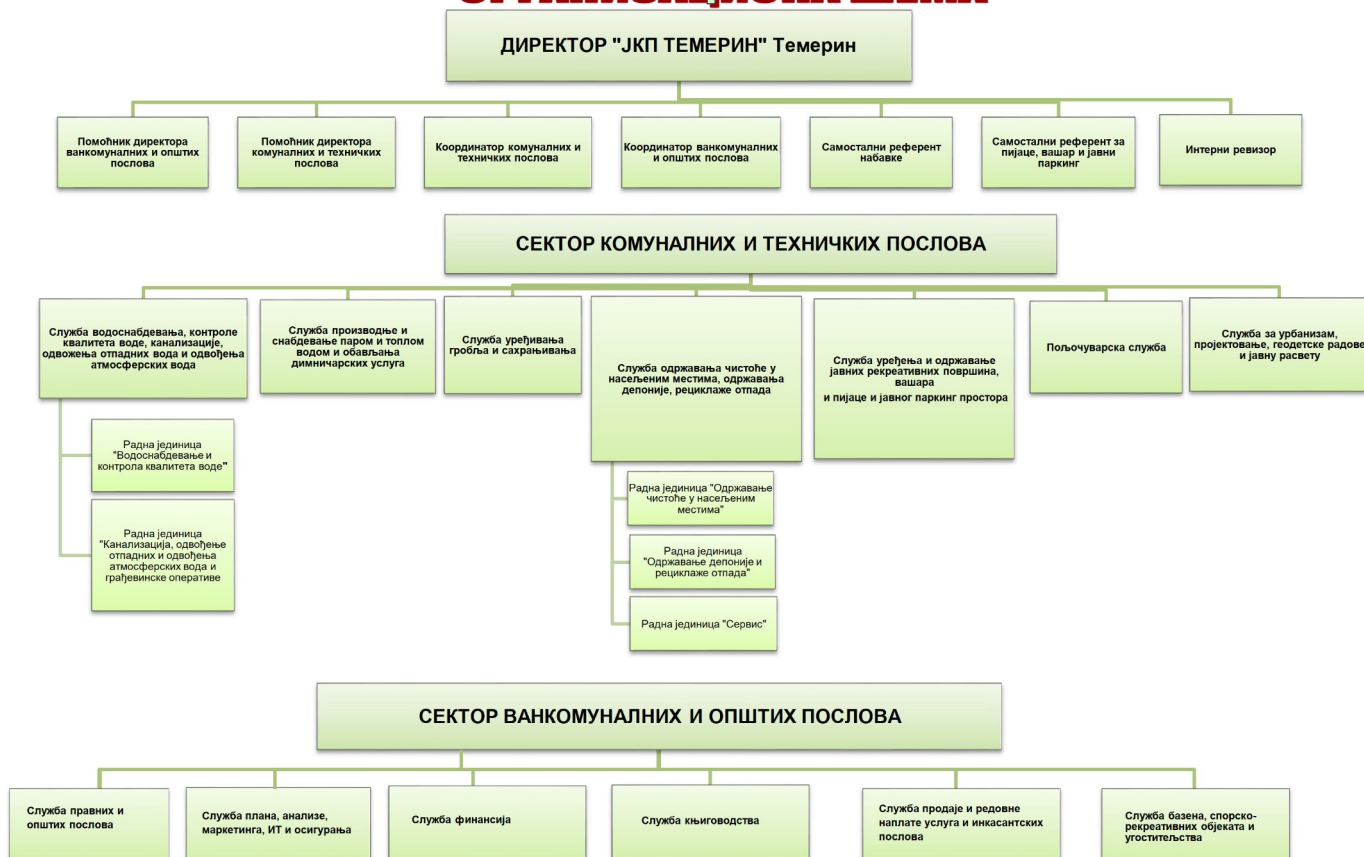 ОРГАНИЗАЦИОНА ШЕМА
ДИРЕКТОР "ЈКП ТЕМЕРИН" Темерин
Помоћник директора
ванкомуналних и општих
послова
Помоћник директора
комуналних и техничких
послова
Координатор комуналних и
техничких послова
Координатор ванкомуналних
и општих послова
Самостални референт
набавке
Самостални референт за
пијаце, вашар и јавни
паркинг
Интерни ревизор
СЕКТОР КОМУНАЛНИХ И ТЕХНИЧКИХ ПОСЛОВА
Служба водоснабдевања, контроле
квалитета воде, канализације,
одвожења отпадних вода и одвођења
атмосферских вода
Служба производње и
снабдевање паром и топлом
водом и обављања
димничарских услуга
Служба уређивања
гробља и сахрањивања
Служба одржавања чистоће у
насељеним местима, одржавања
депоније, рециклаже отпада
Служба уређења и одржавање
јавних рекреативних површина,
вашара
и пијаце и јавног паркинг простора
Пољочуварска служба
Служба за урбанизам,
пројектовање, геодетске радове
и јавну расвету
Радна јединица
"Водоснабдевање и
контрола квалитета воде"
Радна јединица
"Канализација, одвођење
отпадних и одвођења
атмосферских вода и
грађевинске оперативе
Радна јединица "Одржавање
чистоће у насељеним
местима"
Радна јединица
"Одржавање депоније и
рециклаже отпада"
Радна јединица "Сервис"
СЕКТОР ВАНКОМУНАЛНИХ И ОПШТИХ ПОСЛОВА
Служба правних и
општих послова
Служба плана, анализе,
маркетинга, ИТ и осигурања
Служба финансија
Служба књиговодства
Служба продаје и редовне
наплате услуга и инкасантских
послова
Служба базена, спорско-
рекреативних објеката и
угоститељства